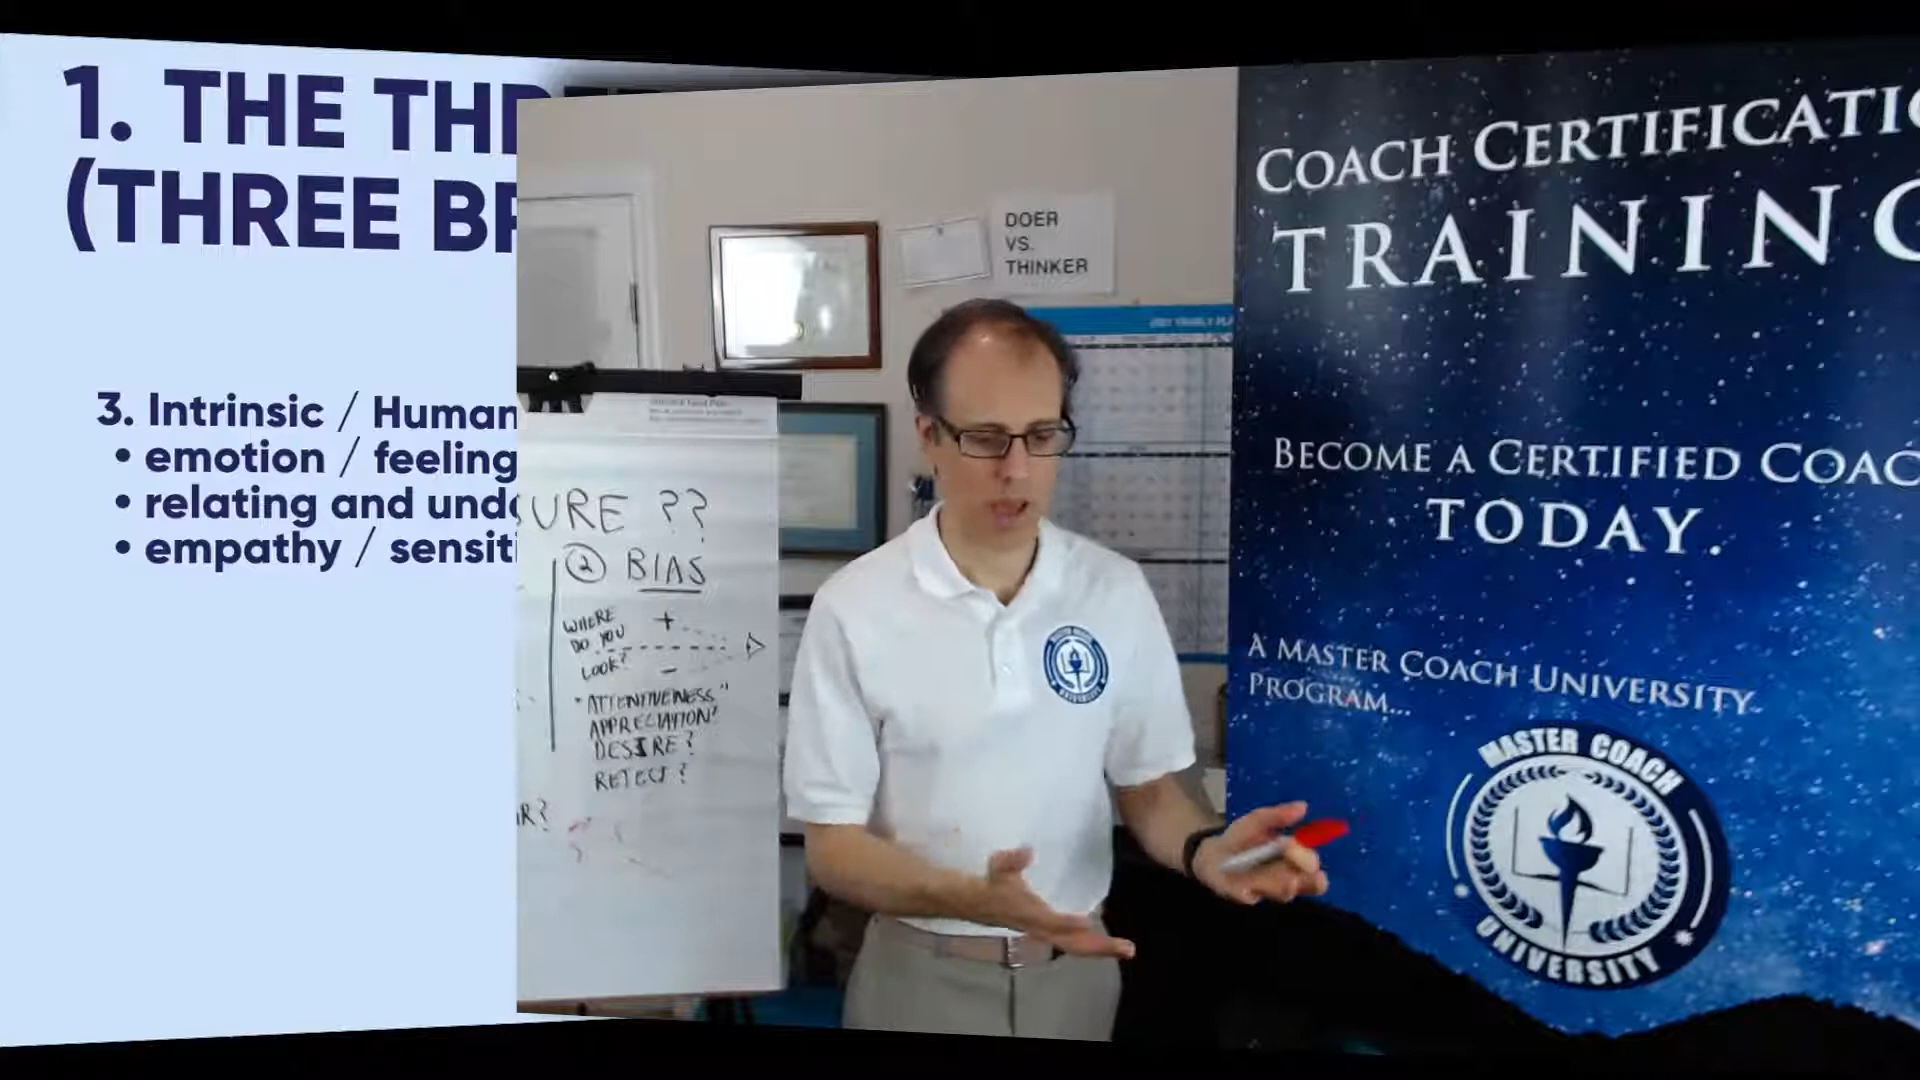 1. THE THR
(THREE BR
3. Intrinsic / Human
• emotion / feeling
• relating and unde
• empathy / sensiti
SURE ??
② BIAS
WHERE
DO YOU
LOOK?
+
-
"ATTENTIVENESS"
APPRECIATION?
DESIRE?
REJECT?
R?
DOER
VS.
THINKER
COACH CERTIFICATIO
TRAINING
BECOME A CERTIFIED COAC
TODAY.
A MASTER COACH UNIVERSITY
PROGRAM...
MASTER COACH
UNIVERSITY